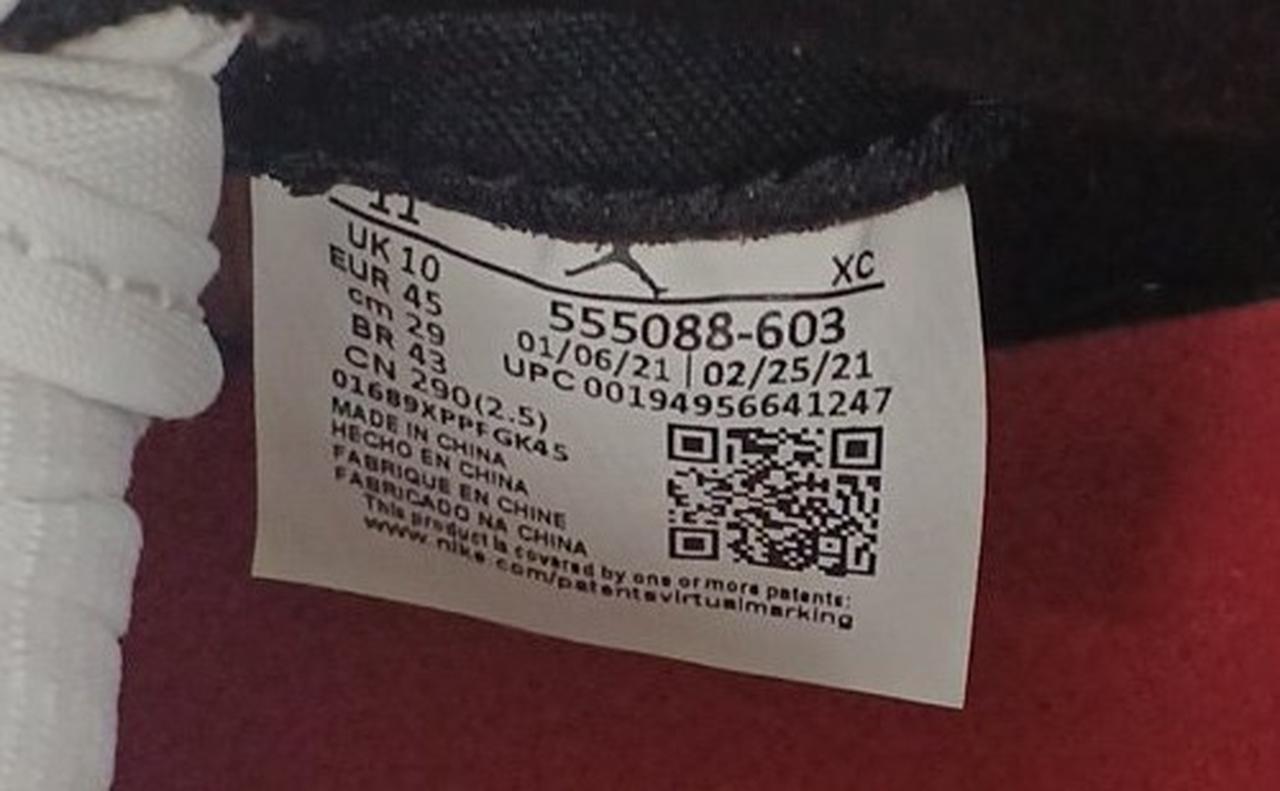 11
UK 10
EUR 45
cm 29
BR 43
CN 290(2.5)
XC
555088-603
01/06/21 | 02/25/21
UPC 00194956641247
01689XPPFGK45
MADE IN CHINA
HECHO EN CHINA
FABRIQUE EN CHINE
FABRICADO NA CHINA
This product is covered by one or more patents:
www.nike.com/patentsvirtualmarking